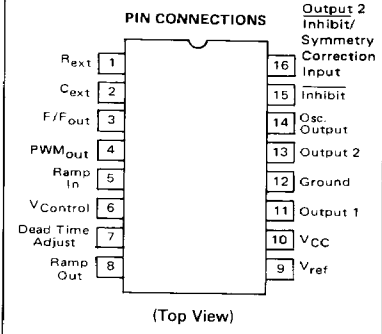 PIN CONNECTIONS
Output 2
Inhibit/
Symmetry
Correction
Input
Rext 1
Cext 2
F/Fout 3
PWMout 4
Ramp
In 5
VControl 6
Dead Time
Adjust 7
Ramp
Out 8
16
15 Inhibit
14 Osc.
Output
13 Output 2
12 Ground
11 Output 1
10 VCC
9 Vref
(Top View)